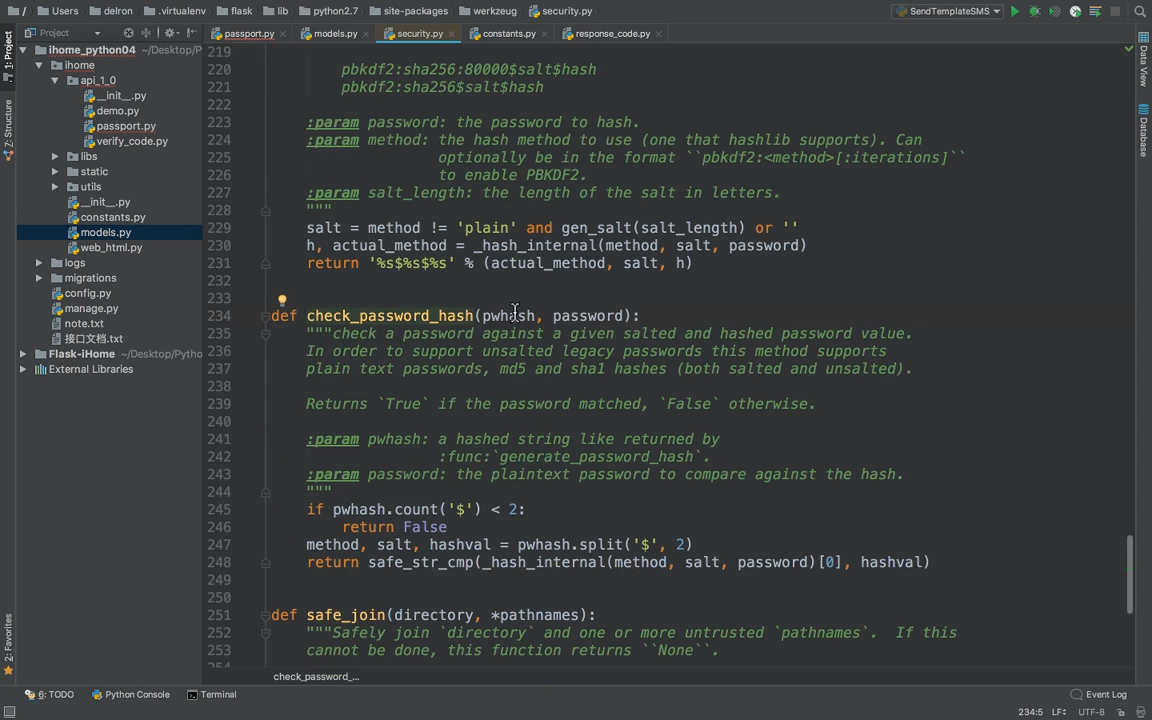 / Users delron .virtualenv flask lib python2.7 site-packages werkzeug security.py SendTemplateSMS
Project passport.py models.py security.py constants.py response_code.py
1: Project
Z: Structure
2: Favorites
Data View
Database
ihome_python04 ~/Desktop/P
ihome
api_1_0
__init__.py
demo.py
passport.py
verify_code.py
libs
static
utils
__init__.py
constants.py
models.py
web_html.py
logs
migrations
config.py
manage.py
note.txt
接口文档.txt
Flask-iHome ~/Desktop/Pytho
External Libraries
219
220 pbkdf2:sha256:80000$salt$hash
221 pbkdf2:sha256$salt$hash
222
223 :param password: the password to hash.
224 :param method: the hash method to use (one that hashlib supports). Can
225 optionally be in the format ``pbkdf2:<method>[:iterations]``
226 to enable PBKDF2.
227 :param salt_length: the length of the salt in letters.
228 """
229 salt = method != 'plain' and gen_salt(salt_length) or ''
230 h, actual_method = _hash_internal(method, salt, password)
231 return '%s$%s$%s' % (actual_method, salt, h)
232
233
234 def check_password_hash(pwhash, password):
235 """check a password against a given salted and hashed password value.
236 In order to support unsalted legacy passwords this method supports
237 plain text passwords, md5 and sha1 hashes (both salted and unsalted).
238
239 Returns `True` if the password matched, `False` otherwise.
240
241 :param pwhash: a hashed string like returned by
242 :func:`generate_password_hash`.
243 :param password: the plaintext password to compare against the hash.
244 """
245 if pwhash.count('$') < 2:
246 return False
247 method, salt, hashval = pwhash.split('$', 2)
248 return safe_str_cmp(_hash_internal(method, salt, password)[0], hashval)
249
250
251 def safe_join(directory, *pathnames):
252 """Safely join `directory` and one or more untrusted `pathnames`. If this
253 cannot be done, this function returns ``None``.
254
check_password_...
6: TODO Python Console Terminal Event Log
234:5 LF÷ UTF-8